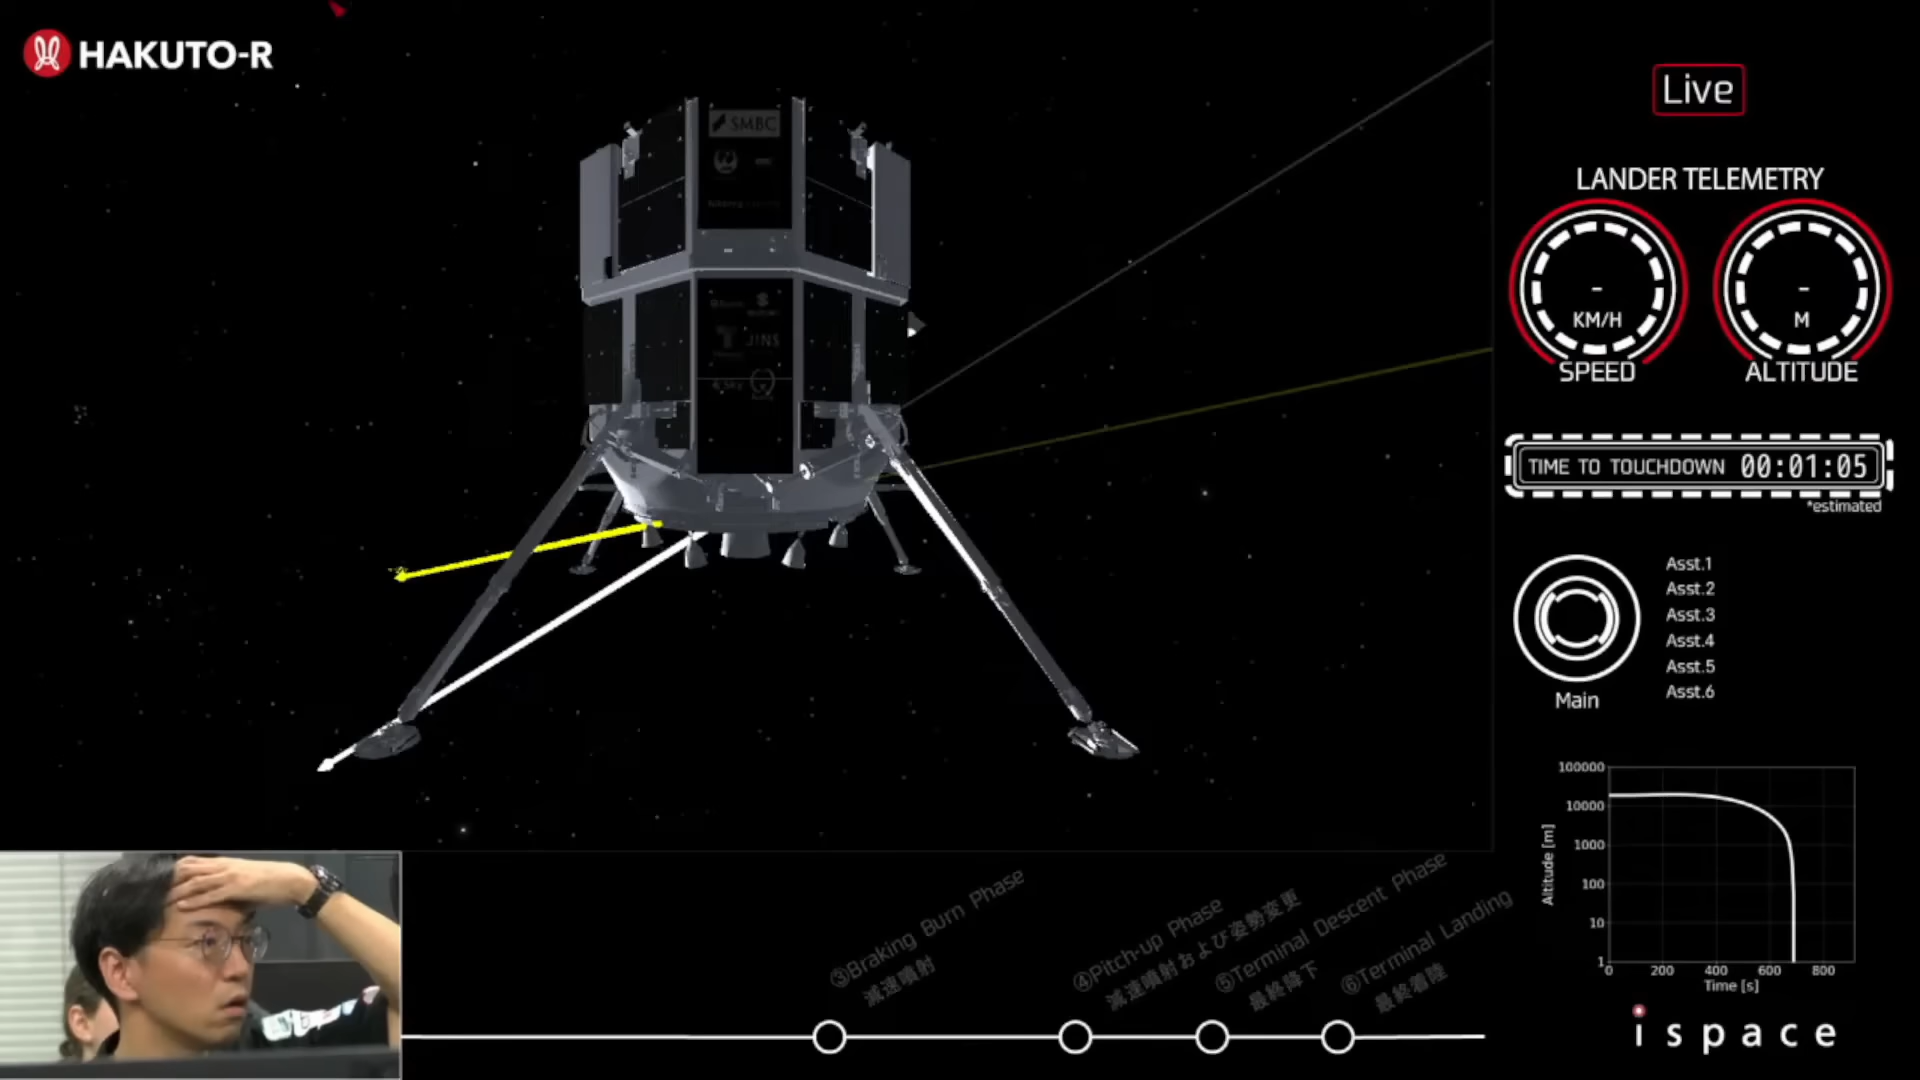 HAKUTO-R
SMBC
JINS
Sky
③Braking Burn Phase
減速噴射
④Pitch-up Phase
減速噴射および姿勢変更
⑤Terminal Descent Phase
最終降下
⑥Terminal Landing
最終着陸
Live
LANDER TELEMETRY
-
KM/H
SPEED
-
M
ALTITUDE
TIME TO TOUCHDOWN 00:01:05
*estimated
Main
Asst.1
Asst.2
Asst.3
Asst.4
Asst.5
Asst.6
Altitude [m]
100000
10000
1000
100
10
1
0 200 400 600 800
Time [s]
ispace